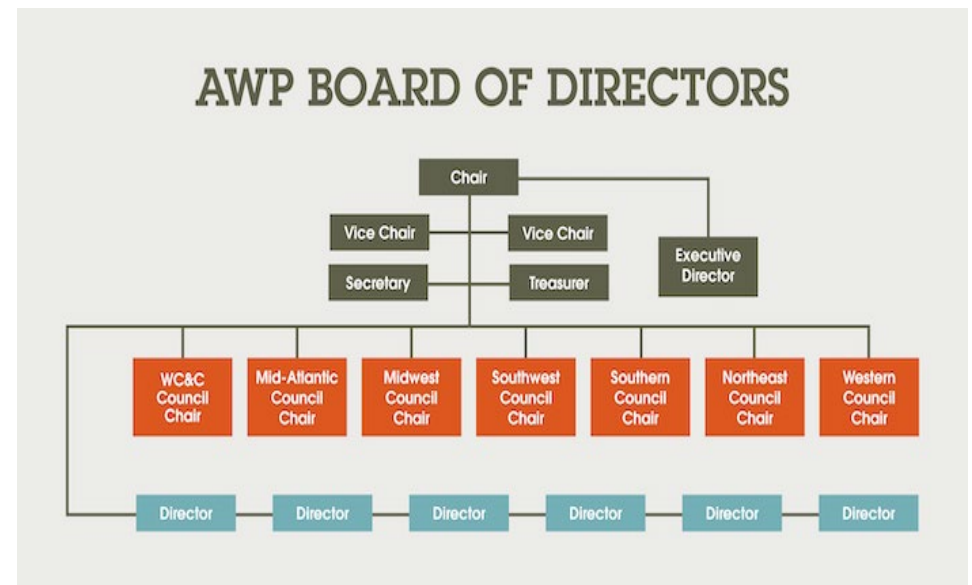 AWP BOARD OF DIRECTORS
Chair
Vice Chair
Vice Chair
Secretary
Treasurer
Executive
Director
WC&C
Council
Chair
Mid-Atlantic
Council
Chair
Midwest
Council
Chair
Southwest
Council
Chair
Southern
Council
Chair
Northeast
Council
Chair
Western
Council
Chair
Director
Director
Director
Director
Director
Director